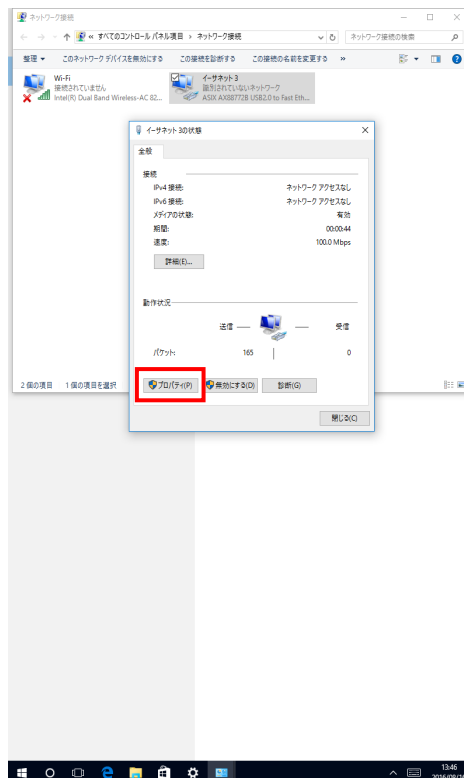 ネットワーク接続
« すべてのコントロール パネル項目 › ネットワーク接続
ネットワーク接続の検索
整理 ▼ このネットワーク デバイスを無効にする この接続を診断する この接続の名前を変更する »
Wi-Fi
接続されていません
Intel(R) Dual Band Wireless-AC 82...
イーサネット 3
識別されていないネットワーク
ASIX AX88772B USB2.0 to Fast Eth...
イーサネット 3の状態
全般
接続
IPv4 接続: ネットワーク アクセスなし
IPv6 接続: ネットワーク アクセスなし
メディアの状態: 有効
期間: 00:00:44
速度: 100.0 Mbps
詳細(E)...
動作状況
送信 — — 受信
パケット: 165 | 0
プロパティ(P) 無効にする(D) 診断(G)
閉じる(C)
2 個の項目 1 個の項目を選択
13:46